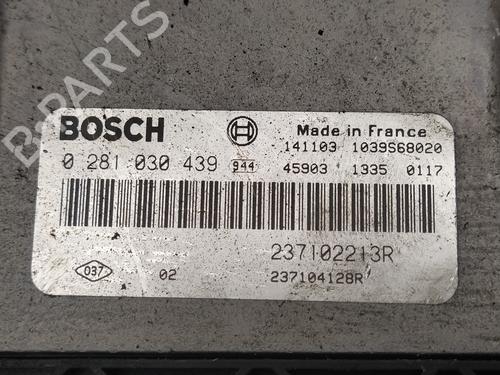 BOSCH
Made in France
141103 1039S68020
0 281 030 439 944 45903 1335 0117
237102213R
037 02 237104128R
B-PARTS